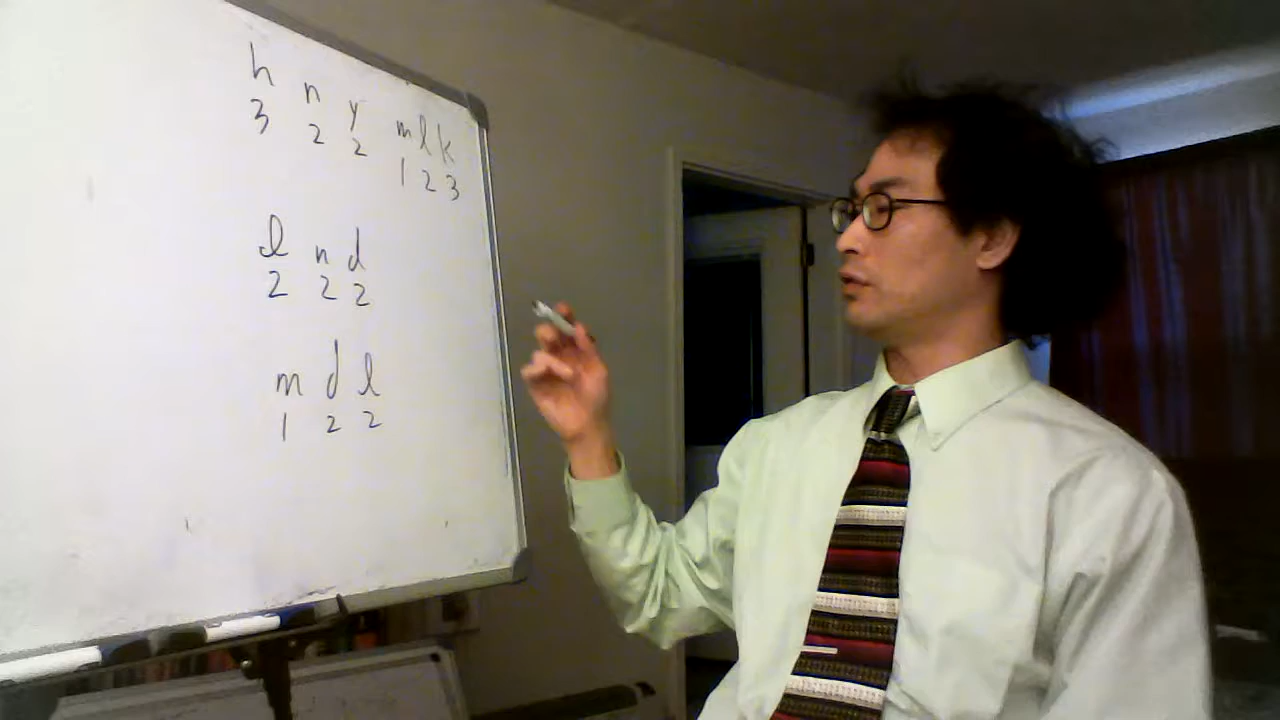 h n y m l k
3 2 2 1 2 3
l n d
2 2 2
m d l
1 2 2